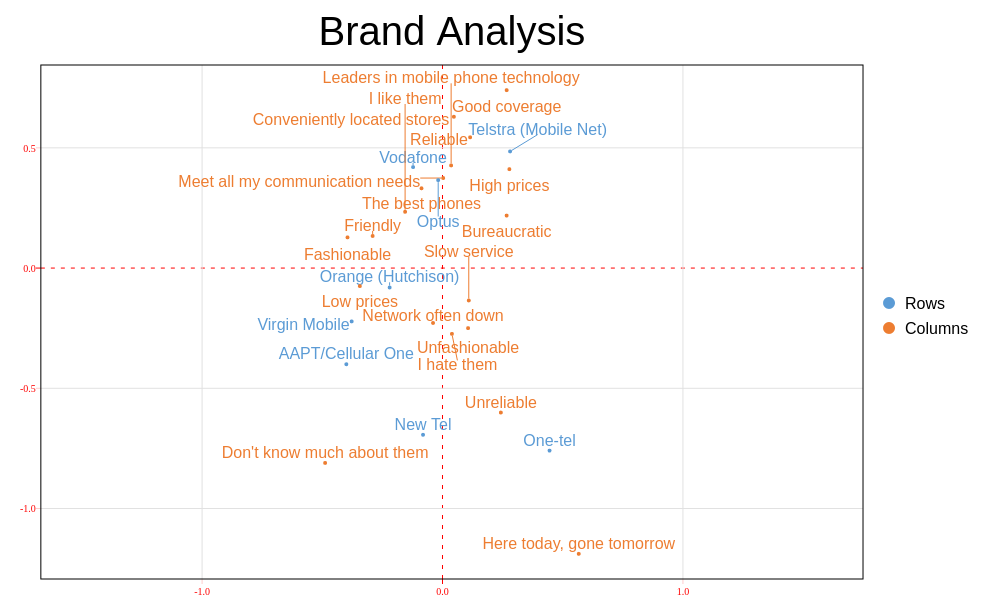 Brand Analysis
Leaders in mobile phone technology
I like them
Good coverage
Conveniently located stores
Telstra (Mobile Net)
Reliable
0.5
Vodafone
Meet all my communication needs
High prices
The best phones
Optus
Friendly
Bureaucratic
Slow service
Fashionable
0.0
Orange (Hutchison)
Low prices
Rows
Network often down
Virgin Mobile
Columns
Unfashionable
AAPT/Cellular One
I hate them
-0.5
Unreliable
New Tel
One-tel
Don't know much about them
-1.0
Here today, gone tomorrow
-1.0
0.0
1.0